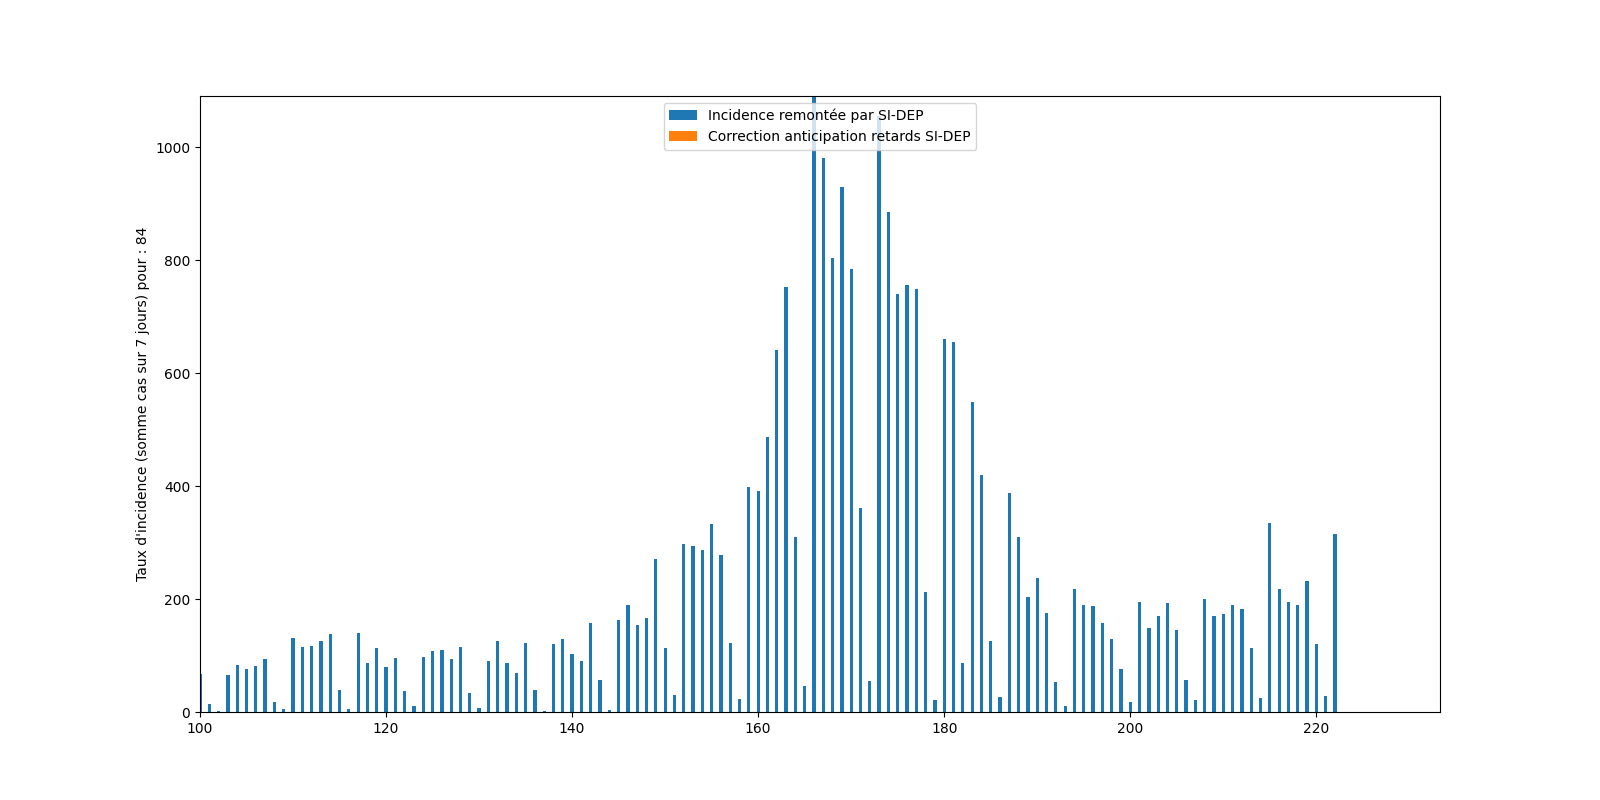 Incidence remontée par SI-DEP
Correction anticipation retards SI-DEP
Taux d'incidence (somme cas sur 7 jours) pour : 84
1000
800
600
400
200
0
100 120 140 160 180 200 220